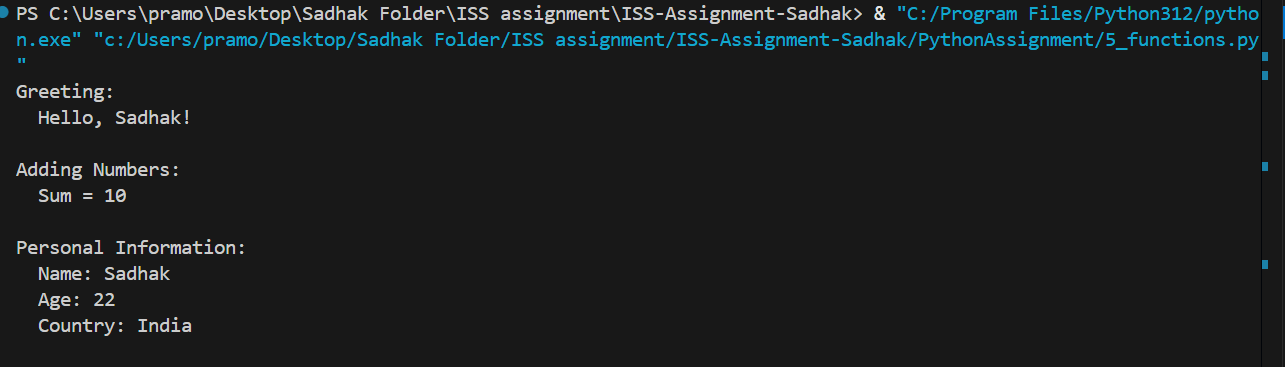 PS C:\Users\pramo\Desktop\Sadhak Folder\ISS assignment\ISS-Assignment-Sadhak> & "C:/Program Files/Python312/pytho
n.exe" "c:/Users/pramo/Desktop/Sadhak Folder/ISS assignment/ISS-Assignment-Sadhak/PythonAssignment/5_functions.py
"
Greeting:
  Hello, Sadhak!

Adding Numbers:
  Sum = 10

Personal Information:
  Name: Sadhak
  Age: 22
  Country: India